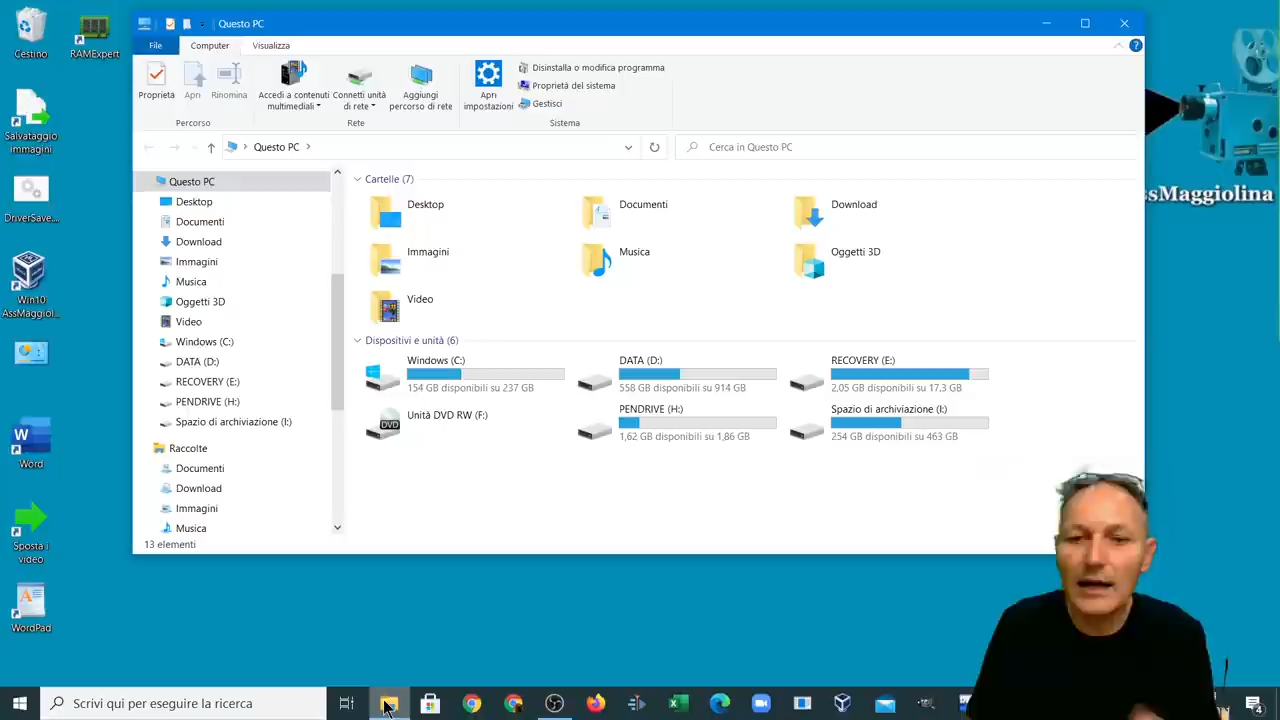 Questo PC
File
Computer
Visualizza
Proprietà
Apri
Rinomina
Percorso
Accedi a contenuti
multimediali
Connetti unità
di rete
Aggiungi
percorso di rete
Rete
Apri
impostazioni
Disinstalla o modifica programma
Proprietà del sistema
Gestisci
Sistema
Questo PC
Cerca in Questo PC
Questo PC
Desktop
Documenti
Download
Immagini
Musica
Oggetti 3D
Video
Windows (C:)
DATA (D:)
RECOVERY (E:)
PENDRIVE (H:)
Spazio di archiviazione (I:)
Raccolte
Documenti
Download
Immagini
Musica
Cartelle (7)
Desktop
Documenti
Download
Immagini
Musica
Oggetti 3D
Video
Dispositivi e unità (6)
Windows (C:)
154 GB disponibili su 237 GB
DATA (D:)
558 GB disponibili su 914 GB
RECOVERY (E:)
2,05 GB disponibili su 17,3 GB
Unità DVD RW (F:)
DVD
PENDRIVE (H:)
1,62 GB disponibili su 1,86 GB
Spazio di archiviazione (I:)
254 GB disponibili su 463 GB
13 elementi
Cestino
RAMExpert
Salvataggio
immagini
DriverSave....
Win10
AssMaggiol...
W
Word
Sposta i
video
WordPad
ssMaggiolina
Scrivi qui per eseguire la ricerca
4